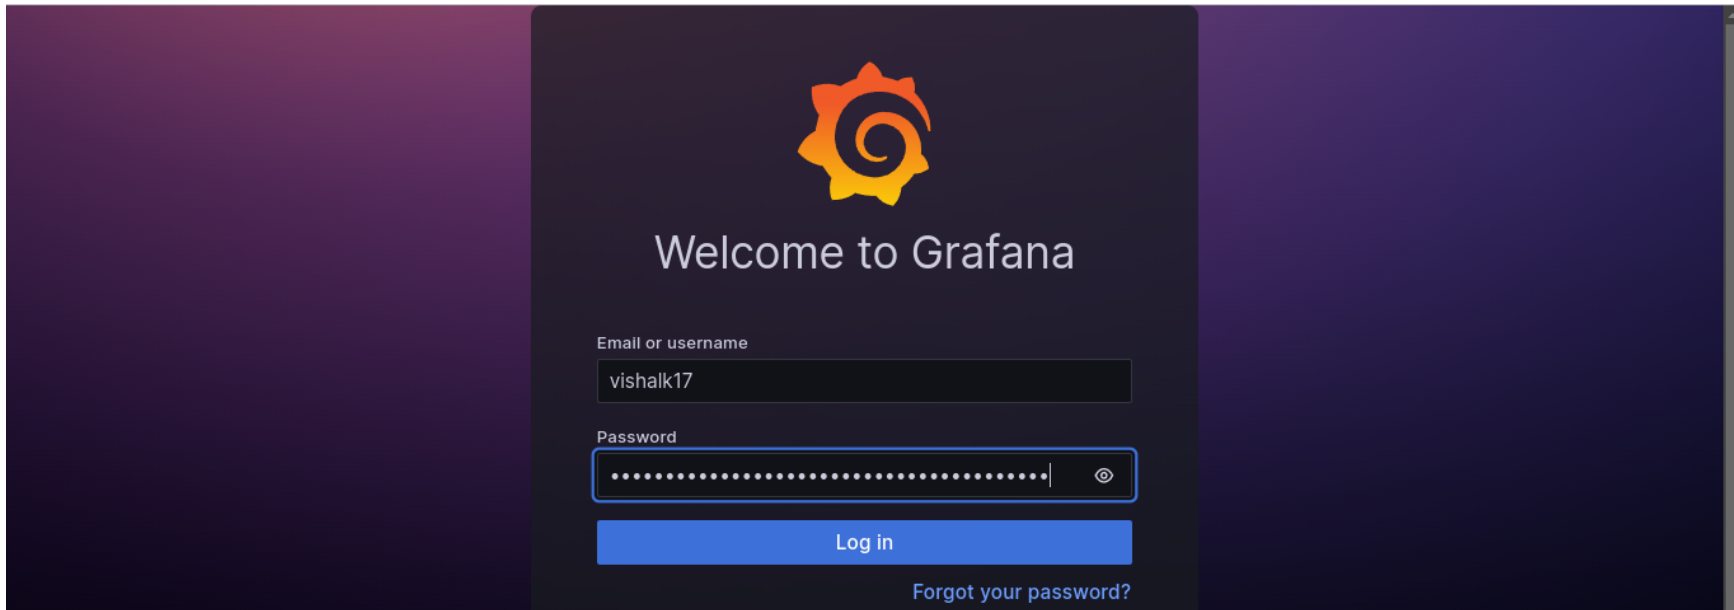 Welcome to Grafana
Email or username
vishalk17
Password
••••••••••••••••••••••••••••••••••••••••
Log in
Forgot your password?